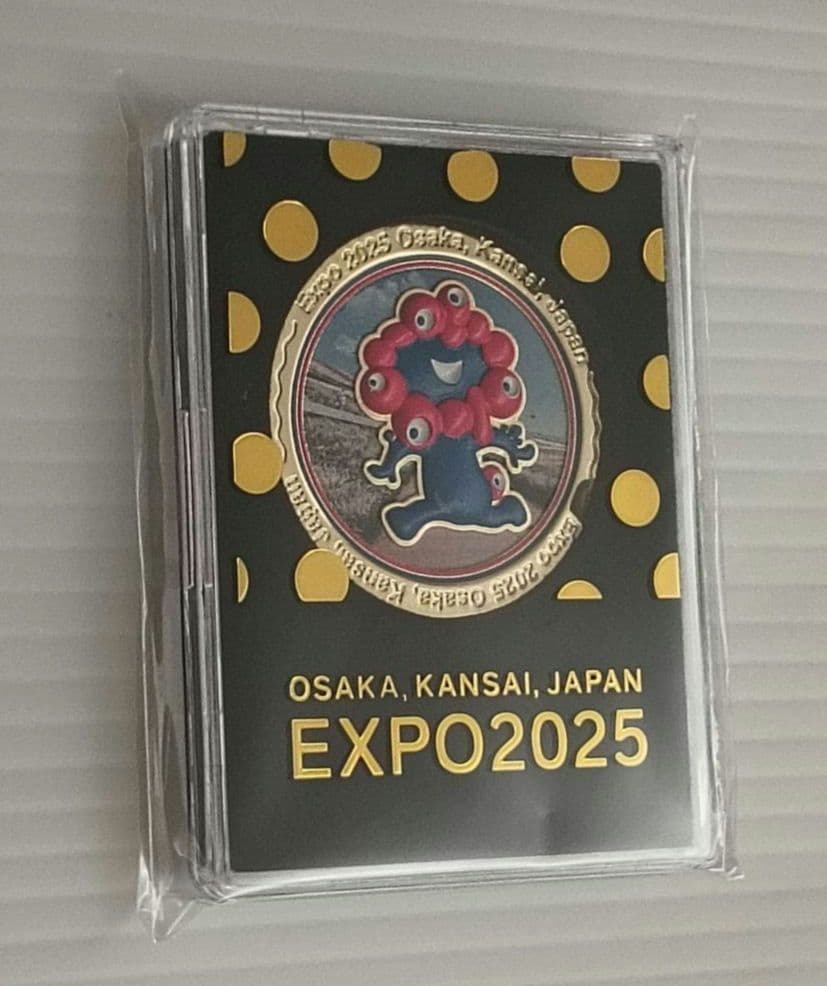 Expo 2025 Osaka, Kansai, Japan
Expo 2025 Osaka, Kansai, Japan
OSAKA, KANSAI, JAPAN
EXPO2025